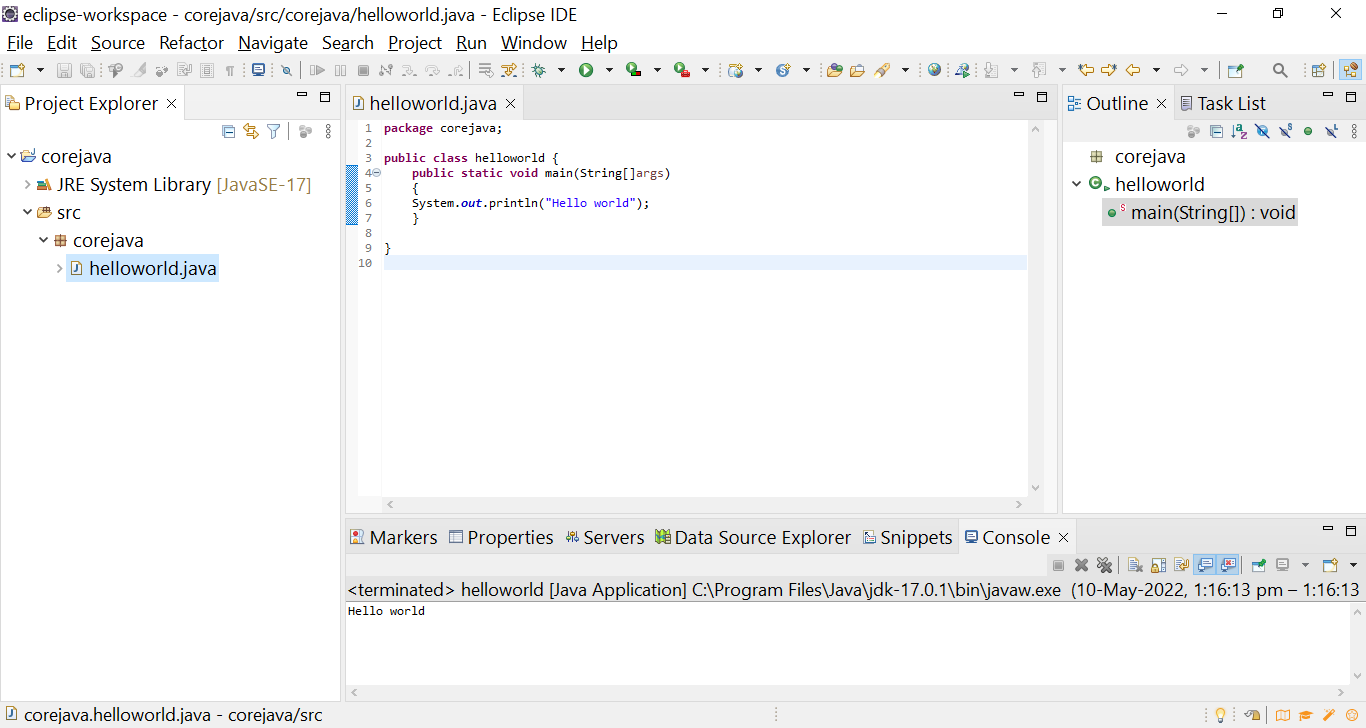 eclipse-workspace - corejava/src/corejava/helloworld.java - Eclipse IDE
File Edit Source Refactor Navigate Search Project Run Window Help
Project Explorer
corejava
JRE System Library [JavaSE-17]
src
corejava
helloworld.java
helloworld.java
1 package corejava;
2
3 public class helloworld {
4 public static void main(String[]args)
5 {
6 System.out.println("Hello world");
7 }
8
9 }
10
Outline Task List
corejava
helloworld
main(String[]) : void
Markers Properties Servers Data Source Explorer Snippets Console
<terminated> helloworld [Java Application] C:\Program Files\Java\jdk-17.0.1\bin\javaw.exe (10-May-2022, 1:16:13 pm – 1:16:13
Hello world
corejava.helloworld.java - corejava/src